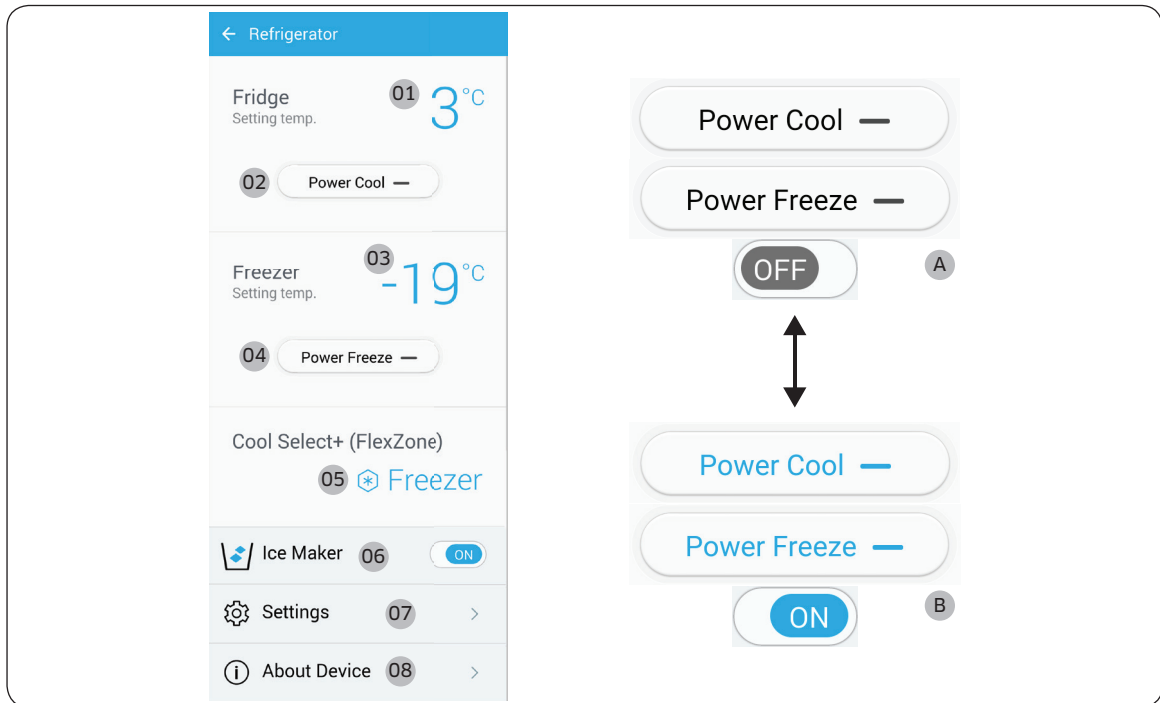 ← Refrigerator
Fridge 01 3°C
Setting temp.
02 Power Cool —
Freezer 03 -19°C
Setting temp.
04 Power Freeze —
Cool Select+ (FlexZone)
05 Freezer
Ice Maker 06 ON
Settings 07 >
i About Device 08 >
Power Cool —
Power Freeze —
OFF A
Power Cool —
Power Freeze —
ON B